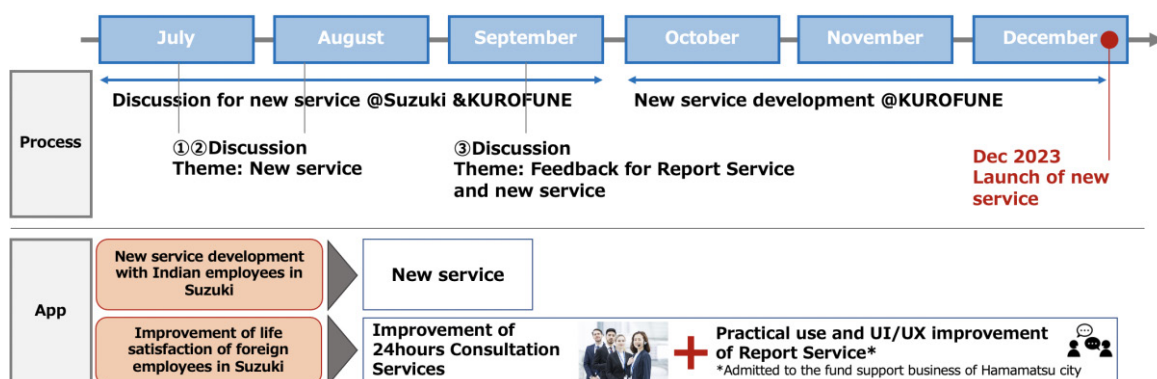 July
August
September
October
November
December
Process
Discussion for new service @Suzuki &KUROFUNE
New service development @KUROFUNE
①②Discussion
Theme: New service
③Discussion
Theme: Feedback for Report Service
and new service
Dec 2023
Launch of new
service
App
New service development
with Indian employees in
Suzuki
New service
Improvement of life
satisfaction of foreign
employees in Suzuki
Improvement of
24hours Consultation
Services
Practical use and UI/UX improvement
of Report Service*
*Admitted to the fund support business of Hamamatsu city